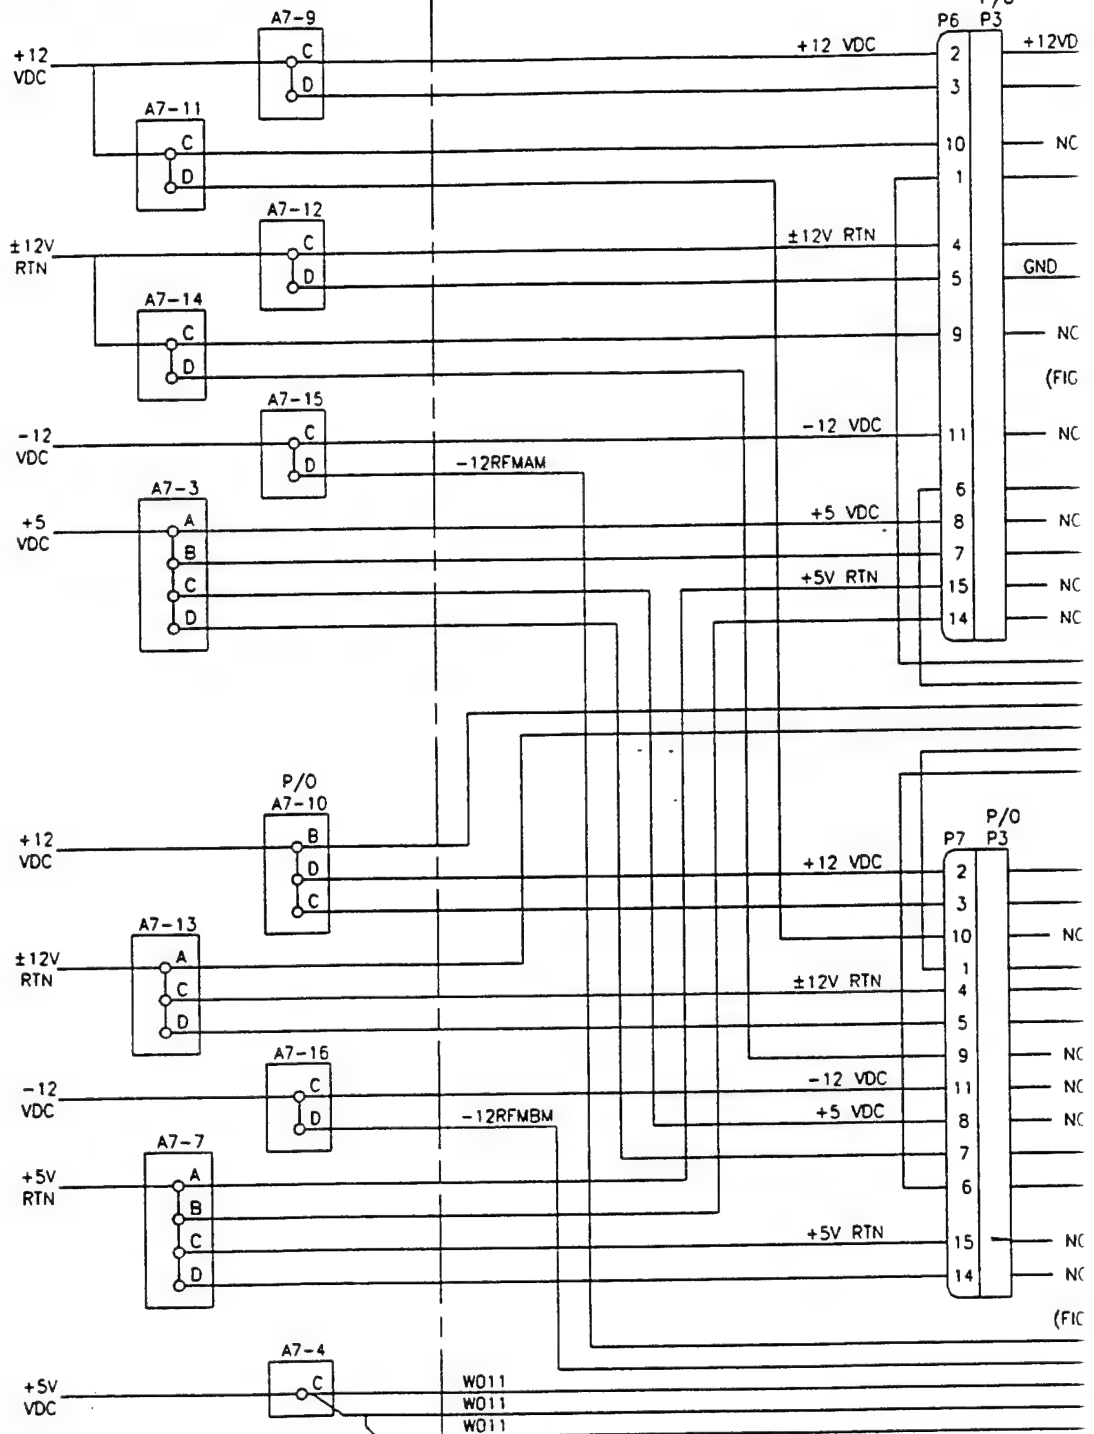 P6 P3
A7-9
+12 VDC
C
D
+12 VDC
2
+12VD
3
A7-11
C
D
10
NC
1
A7-12
±12V RTN
C
D
±12V RTN
4
5
GND
A7-14
C
D
9
NC
(FIG
A7-15
-12 VDC
C
D
-12 VDC
11
NC
-12RFMAM
6
A7-3
+5 VDC
A
B
C
D
+5 VDC
8
NC
7
+5V RTN
15
NC
14
NC
P/O
A7-10
+12 VDC
B
D
C
P/O
P7 P3
+12 VDC
2
3
A7-13
±12V RTN
A
C
D
10
NC
1
±12V RTN
4
5
A7-16
-12 VDC
C
D
9
NC
-12 VDC
11
NC
-12RFMBM
+5 VDC
8
NC
A7-7
+5V RTN
A
B
C
D
7
6
+5V RTN
15
NC
14
NC
(FIG
A7-4
+5V VDC
C
W011
W011
W011